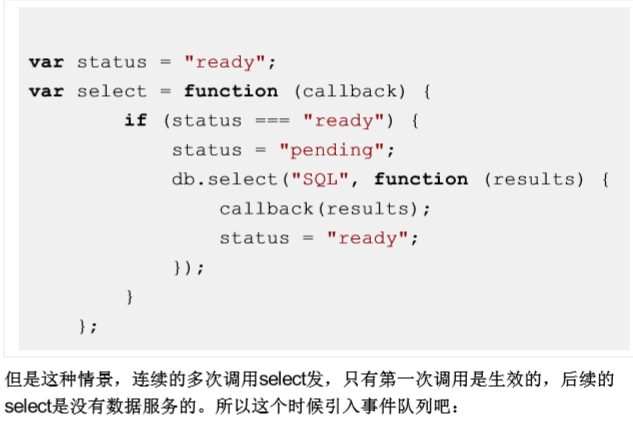 var status = "ready";
var select = function (callback) {
        if (status === "ready") {
            status = "pending";
            db.select("SQL", function (results) {
                callback(results);
                status = "ready";
            });
        }
    };
但是这种情景，连续的多次调用select发，只有第一次调用是生效的，后续的
select是没有数据服务的。所以这个时候引入事件队列吧：